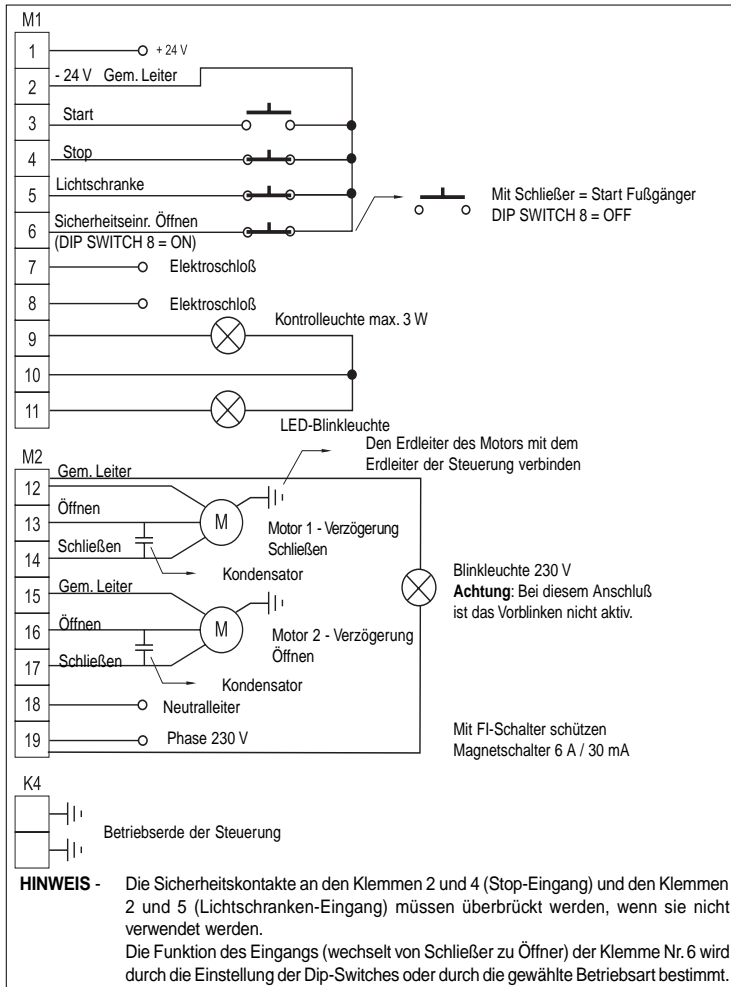 M1
1
+ 24 V
2
- 24 V Gem. Leiter
3
Start
4
Stop
5
Lichtschranke
Mit Schließer = Start Fußgänger
DIP SWITCH 8 = OFF
6
Sicherheitseinr. Öffnen
(DIP SWITCH 8 = ON)
7
Elektroschloß
8
Elektroschloß
9
Kontrolleuchte max. 3 W
10
11
LED-Blinkleuchte
Den Erdleiter des Motors mit dem
Erdleiter der Steuerung verbinden
M2
12
Gem. Leiter
13
Öffnen
M
Motor 1 - Verzögerung
Schließen
14
Schließen
Kondensator
Blinkleuchte 230 V
Achtung: Bei diesem Anschluß
ist das Vorblinken nicht aktiv.
15
Gem. Leiter
16
Öffnen
M
Motor 2 - Verzögerung
Öffnen
17
Schließen
Kondensator
18
Neutralleiter
19
Phase 230 V
Mit FI-Schalter schützen
Magnetschalter 6 A / 30 mA
K4
Betriebserde der Steuerung
HINWEIS - Die Sicherheitskontakte an den Klemmen 2 und 4 (Stop-Eingang) und den Klemmen
2 und 5 (Lichtschranken-Eingang) müssen überbrückt werden, wenn sie nicht
verwendet werden.
Die Funktion des Eingangs (wechselt von Schließer zu Öffner) der Klemme Nr. 6 wird
durch die Einstellung der Dip-Switches oder durch die gewählte Betriebsart bestimmt.